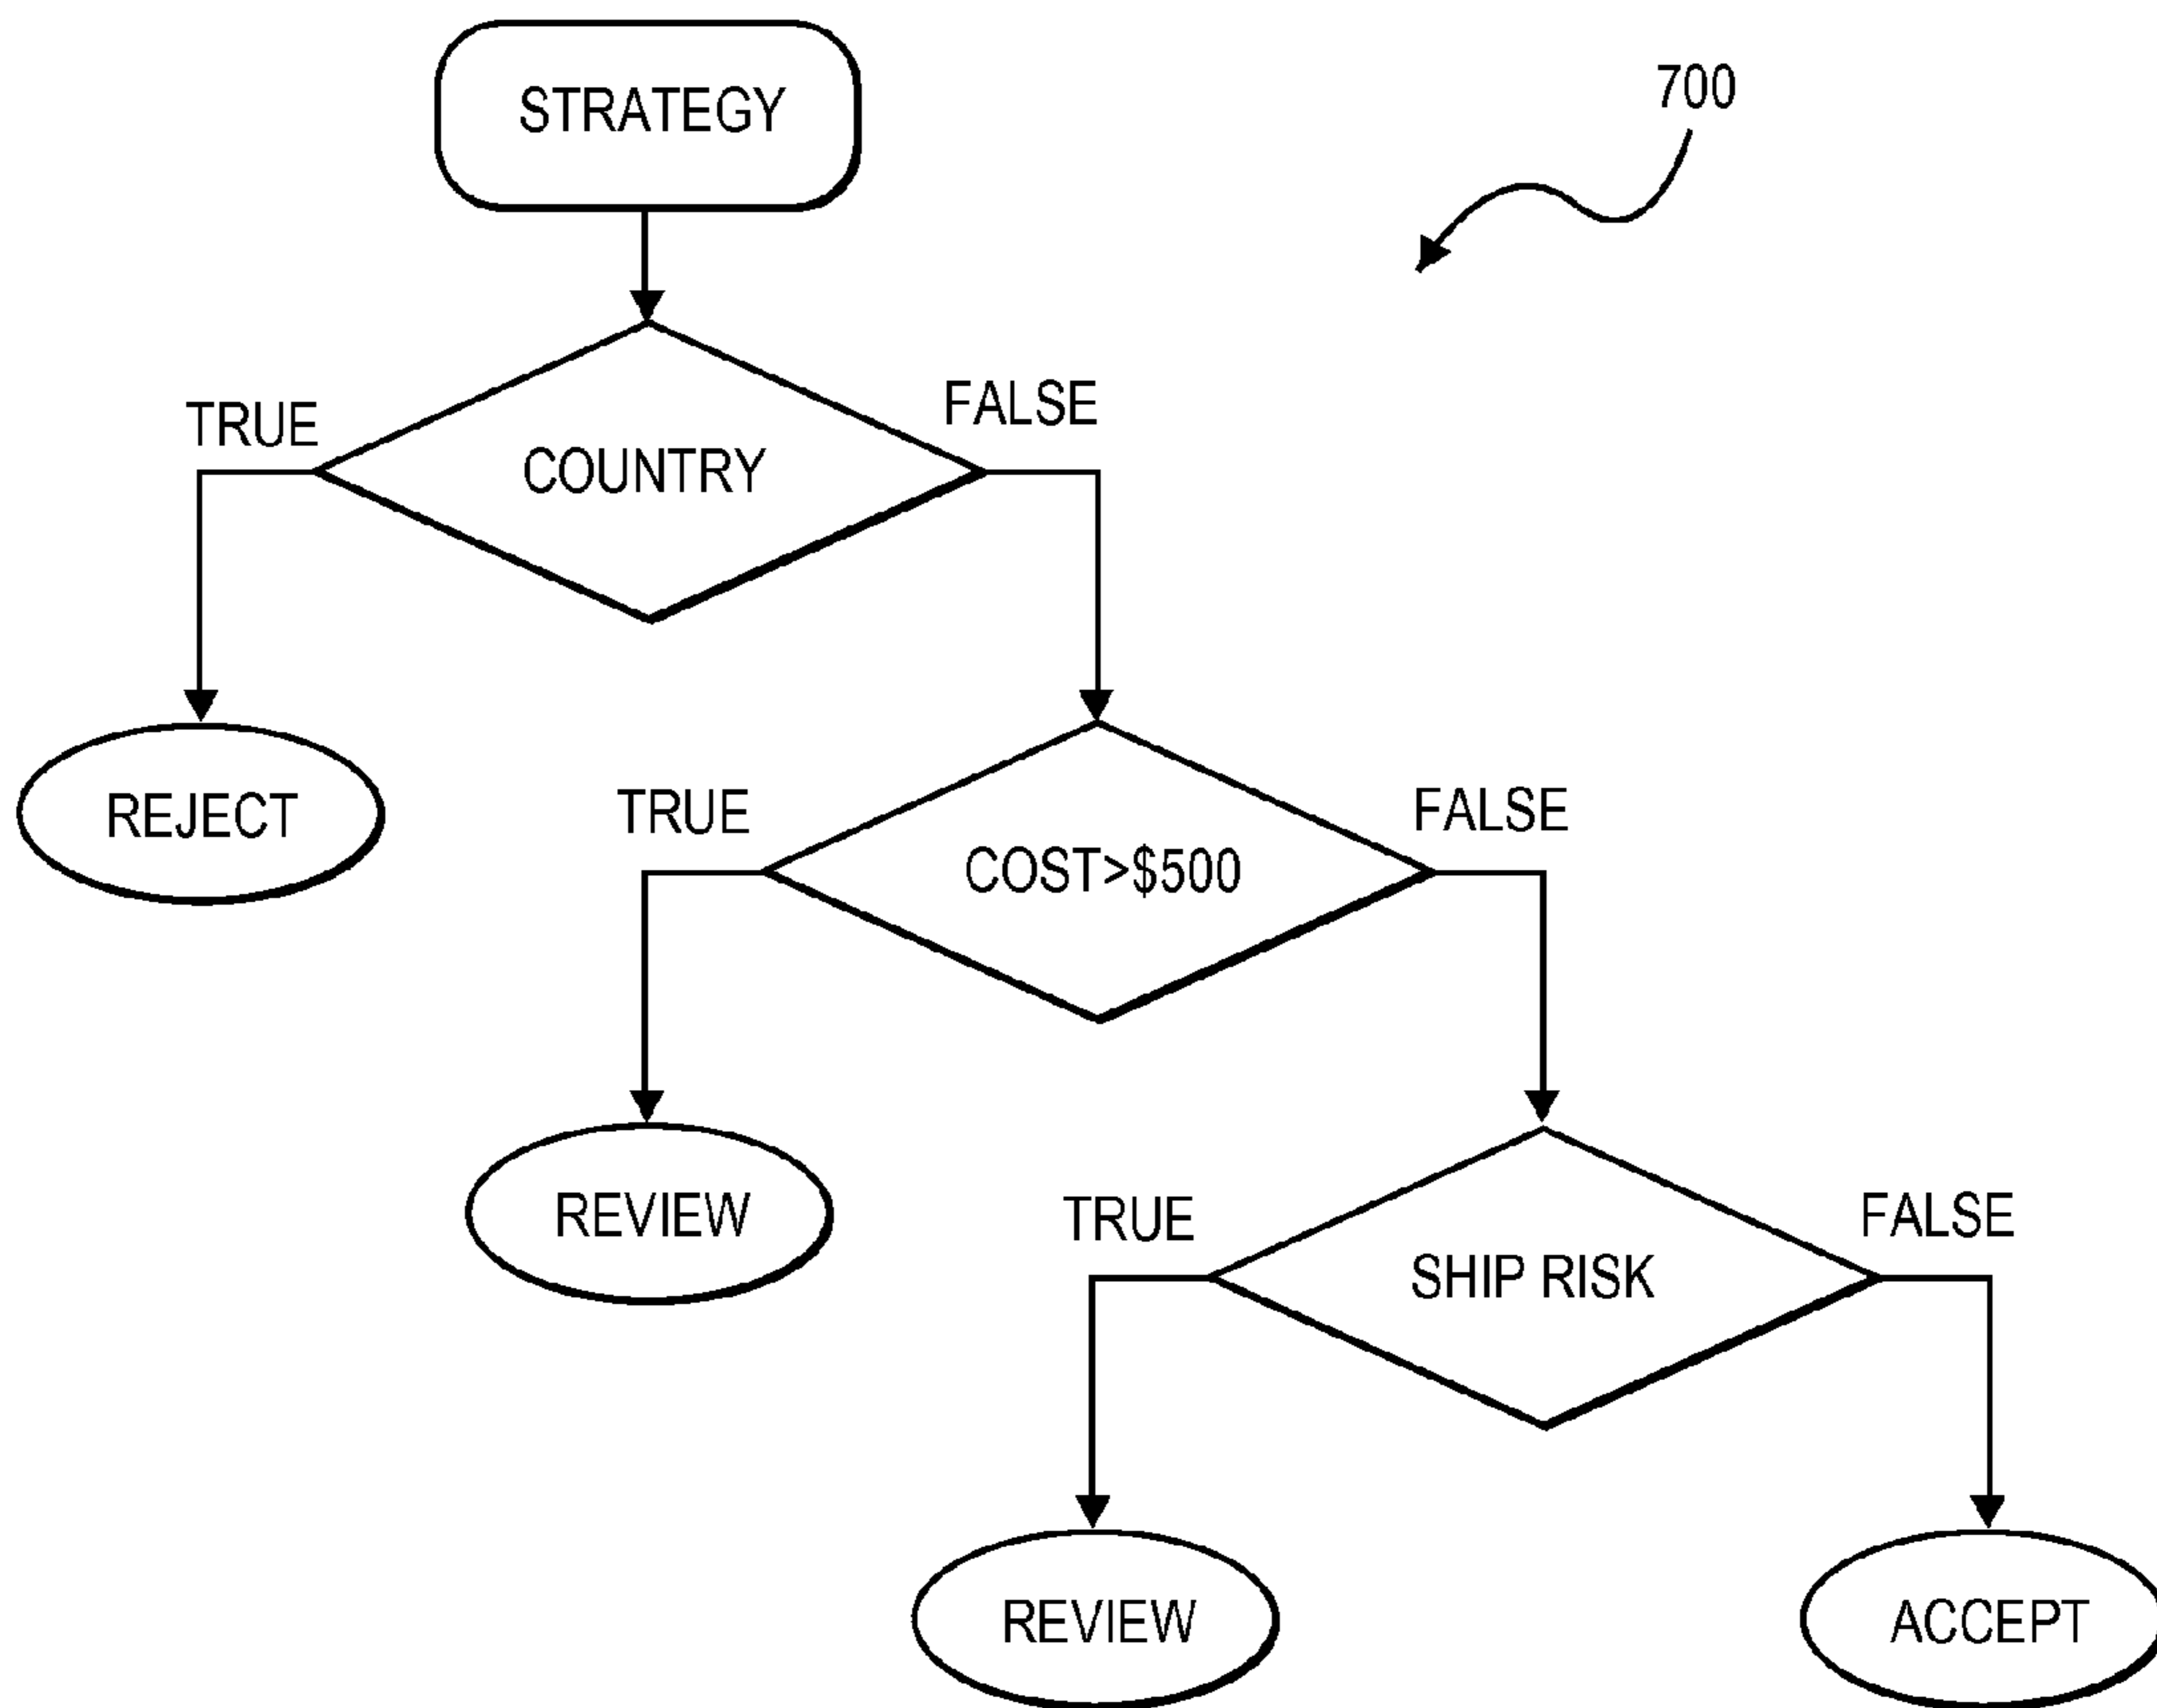 STRATEGY
700
TRUE
FALSE
COUNTRY
REJECT
TRUE
FALSE
COST>$500
REVIEW
TRUE
FALSE
SHIP RISK
REVIEW
ACCEPT